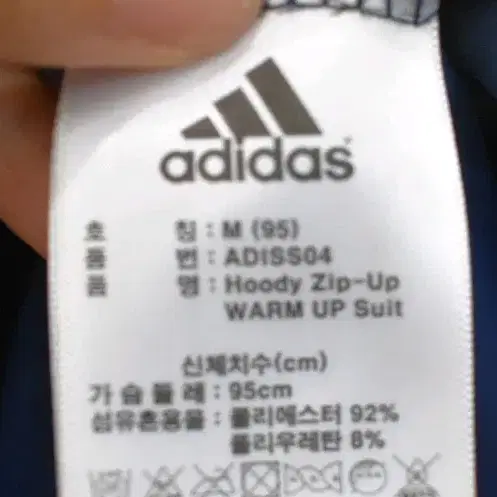 adidas
호 칭 : M (95)
품 번 : ADISS04
품 명 : Hoody Zip-Up
WARM UP Suit
신체치수(cm)
가 슴 둘 레 : 95cm
섬유혼용율 : 폴리에스터 92%
폴리우레탄 8%